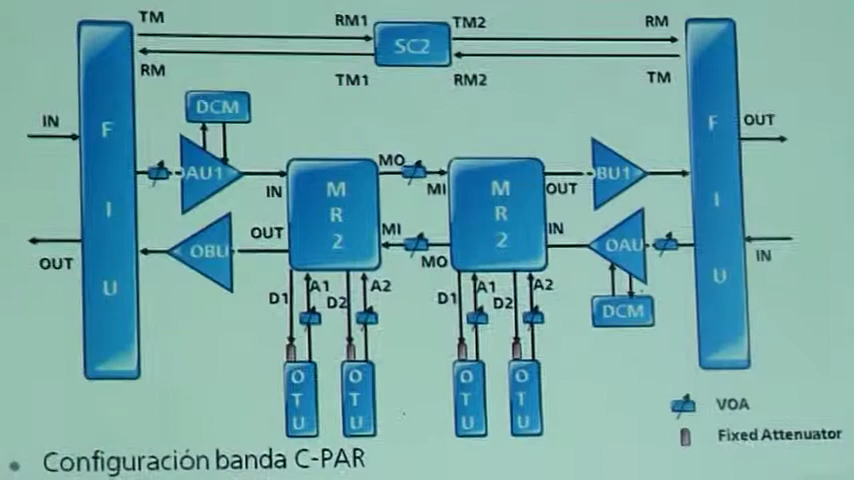 TM
RM1
TM2
RM
SC2
RM
TM1
RM2
TM
DCM
IN
F
I
U
OUT
OAU1
IN
M
R
2
MO
MI
M
R
2
OUT
BU1
F
I
U
OUT
OBU
OUT
MI
MO
IN
OAU
IN
DCM
D1
A1
D2
A2
D1
A1
D2
A2
O
T
U
O
T
U
O
T
U
O
T
U
VOA
Fixed Attenuator
• Configuración banda C-PAR